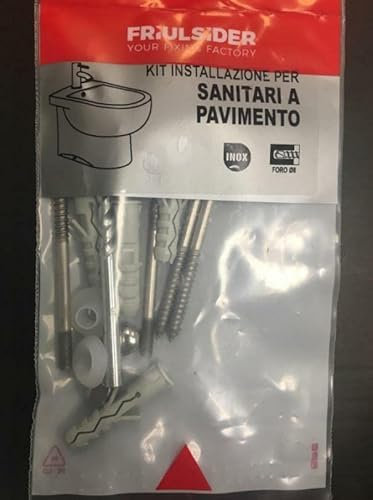 FRIULSIDER
YOUR FIXING FACTORY
KIT INSTALLAZIONE PER
SANITARI A
PAVIMENTO
INOX
FORO Ø8